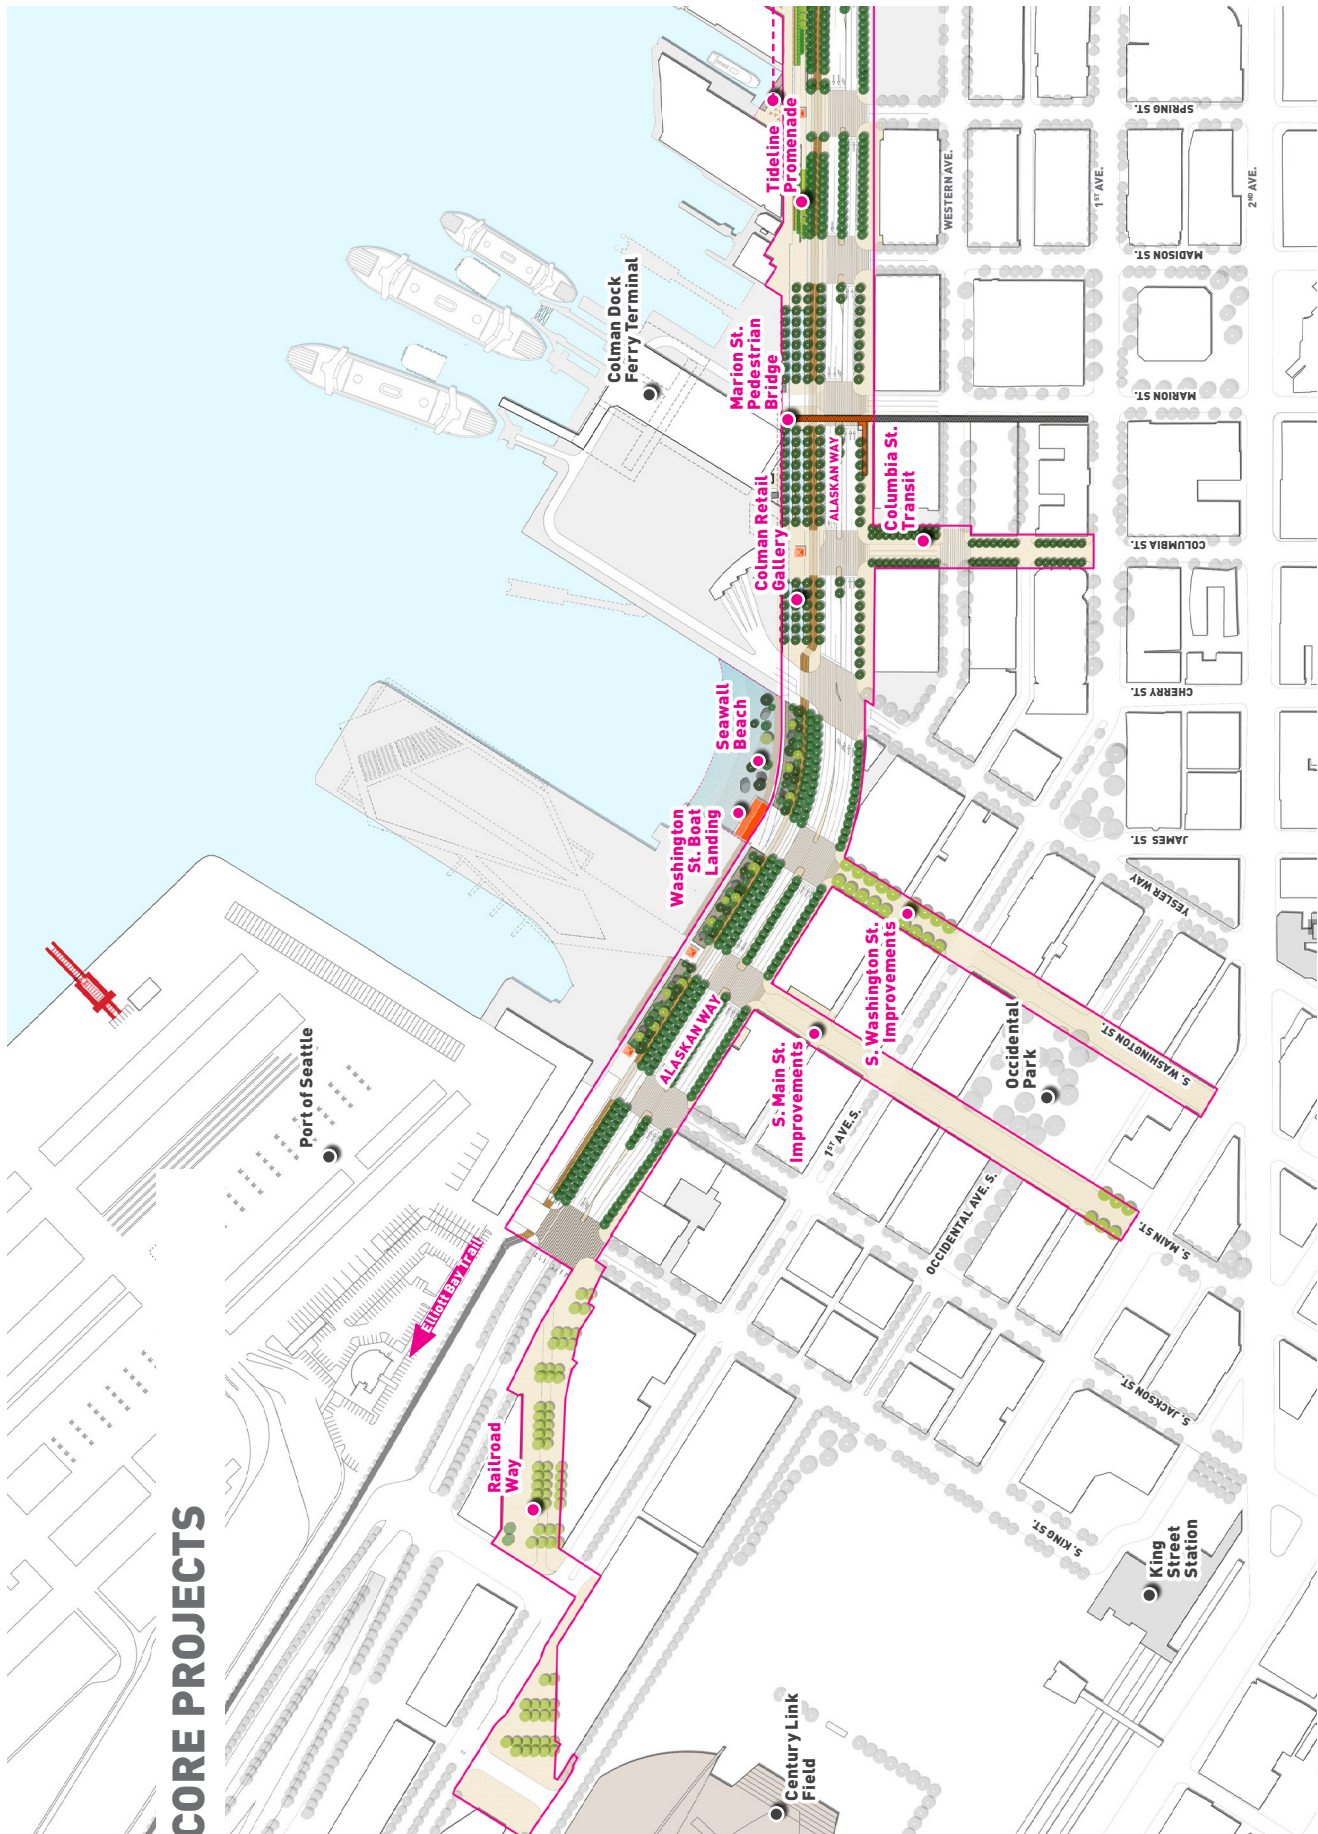 CORE PROJECTS
Tideline
Promenade
SPRING ST.
WESTERN AVE.
1ST AVE.
2ND AVE.
MADISON ST.
Colman Dock
Ferry Terminal
Marion St.
Pedestrian
Bridge
MARION ST.
ALASKAN WAY
Columbia St.
Transit
Colman Retail
Gallery
COLUMBIA ST.
CHERRY ST.
Seawall
Beach
Washington
St. Boat
Landing
JAMES ST.
YESLER WAY
S. Washington St.
Improvements
ALASKAN WAY
S. Main St.
Improvements
Occidental
Park
S. WASHINGTON ST.
Port of Seattle
1ST AVE. S.
OCCIDENTAL AVE. S.
S. MAIN ST.
Elliott Bay Trail
S. JACKSON ST.
Railroad
Way
S. KING ST.
King
Street
Station
Century Link
Field